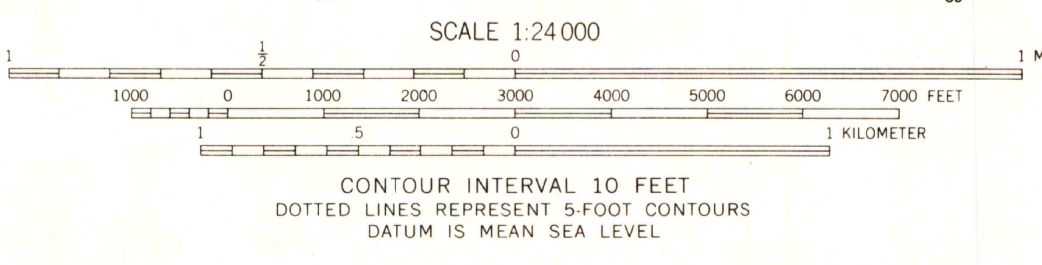 SCALE 1:24 000
1 1/2 0 1 M
1000 0 1000 2000 3000 4000 5000 6000 7000 FEET
1 .5 0 1 KILOMETER
CONTOUR INTERVAL 10 FEET
DOTTED LINES REPRESENT 5-FOOT CONTOURS
DATUM IS MEAN SEA LEVEL